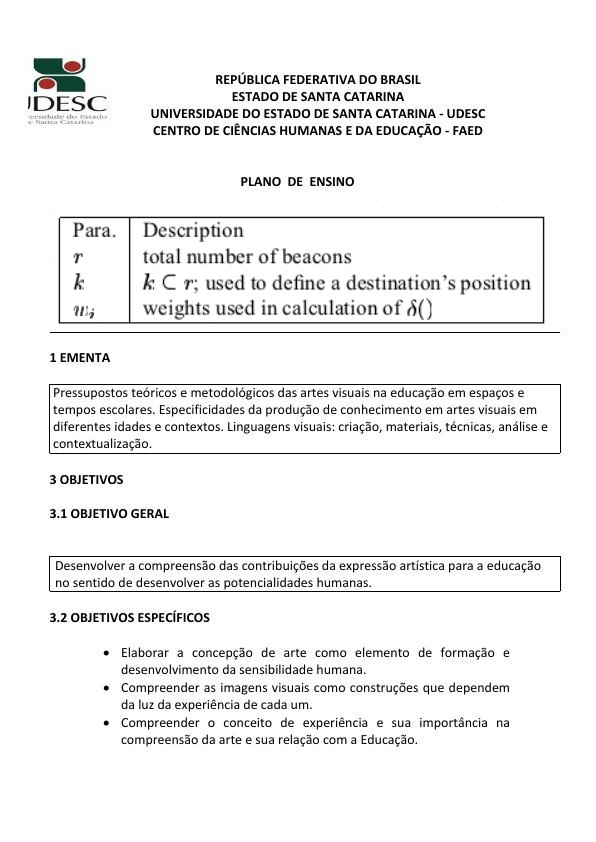 UDESC
Universidade do Estado
de Santa Catarina
REPÚBLICA FEDERATIVA DO BRASIL
ESTADO DE SANTA CATARINA
UNIVERSIDADE DO ESTADO DE SANTA CATARINA - UDESC
CENTRO DE CIÊNCIAS HUMANAS E DA EDUCAÇÃO - FAED
PLANO DE ENSINO
Para. Description
r total number of beacons
k k ⊂ r; used to define a destination's position
w_i weights used in calculation of δ()
1 EMENTA
Pressupostos teóricos e metodológicos das artes visuais na educação em espaços e
tempos escolares. Especificidades da produção de conhecimento em artes visuais em
diferentes idades e contextos. Linguagens visuais: criação, materiais, técnicas, análise e
contextualização.
3 OBJETIVOS
3.1 OBJETIVO GERAL
Desenvolver a compreensão das contribuições da expressão artística para a educação
no sentido de desenvolver as potencialidades humanas.
3.2 OBJETIVOS ESPECÍFICOS
• Elaborar a concepção de arte como elemento de formação e
desenvolvimento da sensibilidade humana.
• Compreender as imagens visuais como construções que dependem
da luz da experiência de cada um.
• Compreender o conceito de experiência e sua importância na
compreensão da arte e sua relação com a Educação.